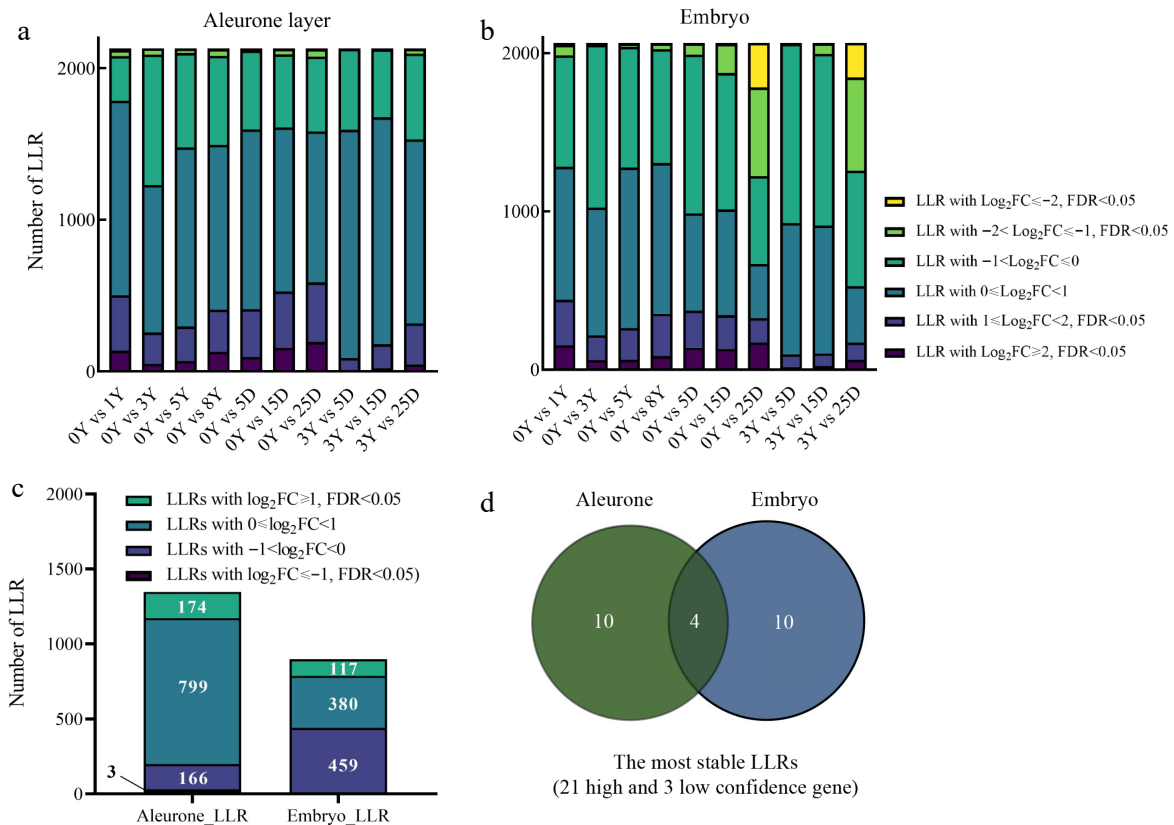 a
Aleurone layer
Number of LLR
2000
1000
0
0Y vs 1Y
0Y vs 3Y
0Y vs 5Y
0Y vs 8Y
0Y vs 5D
0Y vs 15D
0Y vs 25D
3Y vs 5D
3Y vs 15D
3Y vs 25D
b
Embryo
2000
1000
0
0Y vs 1Y
0Y vs 3Y
0Y vs 5Y
0Y vs 8Y
0Y vs 5D
0Y vs 15D
0Y vs 25D
3Y vs 5D
3Y vs 15D
3Y vs 25D
LLR with Log₂FC⩽−2, FDR<0.05
LLR with −2< Log₂FC⩽−1, FDR<0.05
LLR with −1<Log₂FC⩽0
LLR with 0⩽Log₂FC<1
LLR with 1⩽Log₂FC<2, FDR<0.05
LLR with Log₂FC⩾2, FDR<0.05
c
Number of LLR
2000
1500
1000
500
0
LLRs with log₂FC⩾1, FDR<0.05
LLRs with 0⩽log₂FC<1
LLRs with −1<log₂FC<0
LLRs with log₂FC⩽−1, FDR<0.05)
174
799
166
3
117
380
459
Aleurone_LLR
Embryo_LLR
d
Aleurone
Embryo
10
4
10
The most stable LLRs
(21 high and 3 low confidence gene)